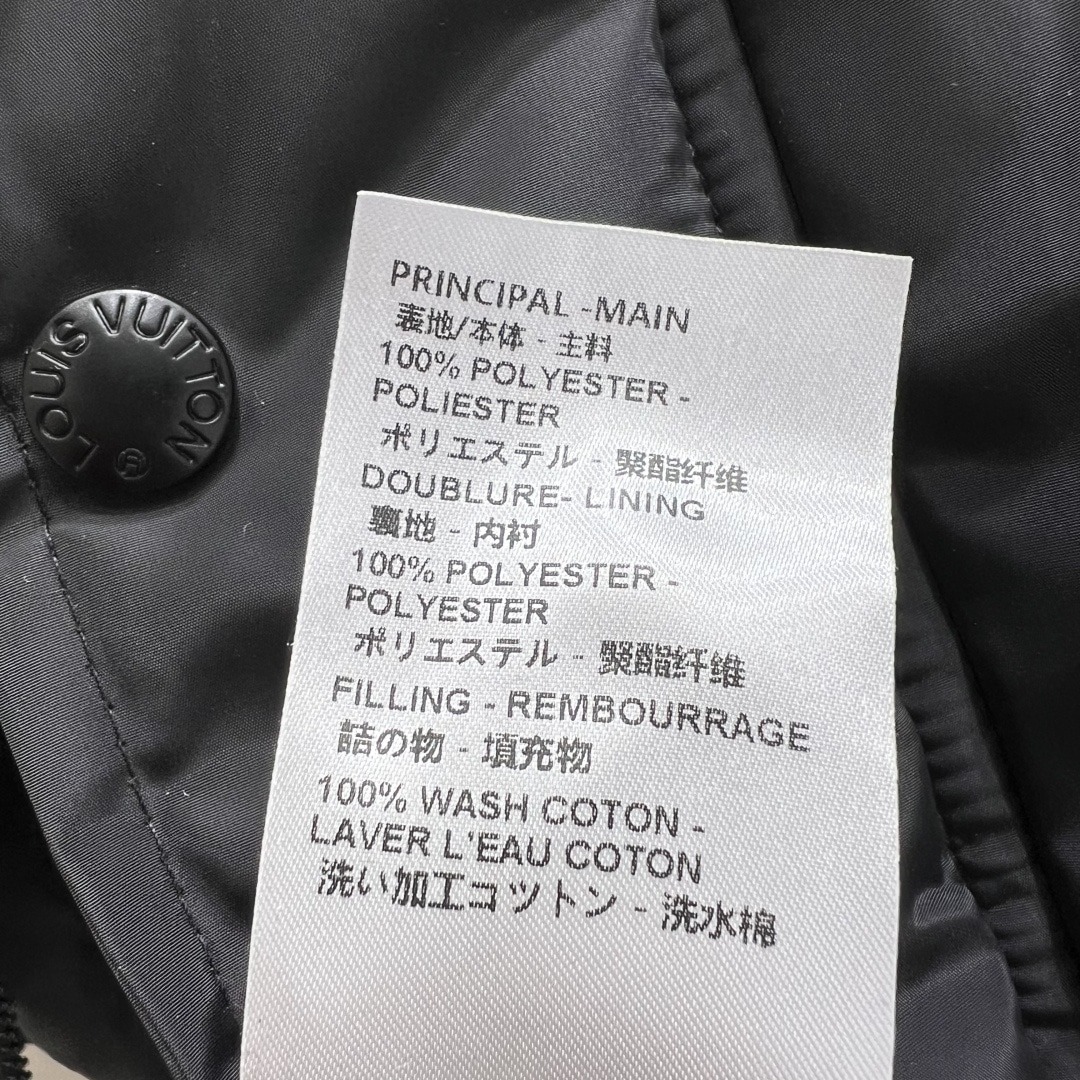 LOUIS VUITTON ®
PRINCIPAL -MAIN
表地/本体 - 主料
100% POLYESTER -
POLIESTER
ポリエステル - 聚酯纤维
DOUBLURE- LINING
裏地 - 内衬
100% POLYESTER -
POLYESTER
ポリエステル - 聚酯纤维
FILLING - REMBOURRAGE
詰の物 - 填充物
100% WASH COTON -
LAVER L'EAU COTON
洗い加工コツトン - 洗水棉